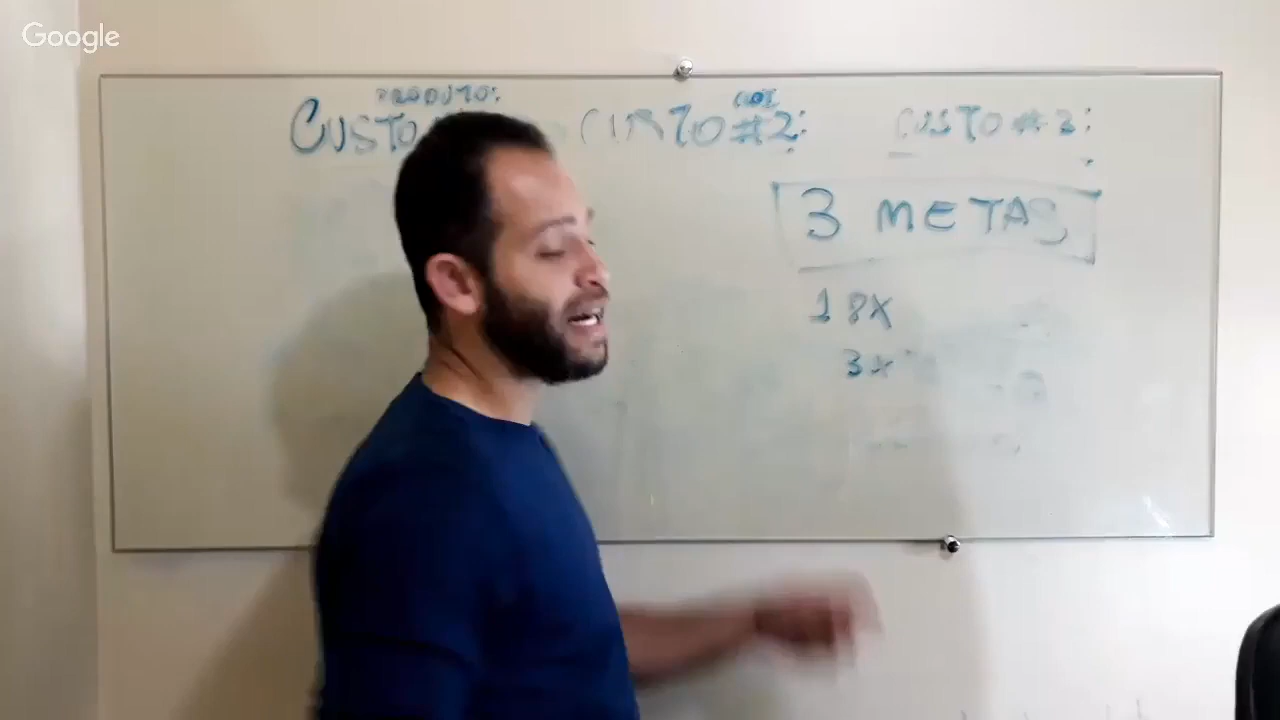 Google
PRODUTO:
CUSTO
CUSTO #2:
CUSTO #3:
3 METAS
18X
3X